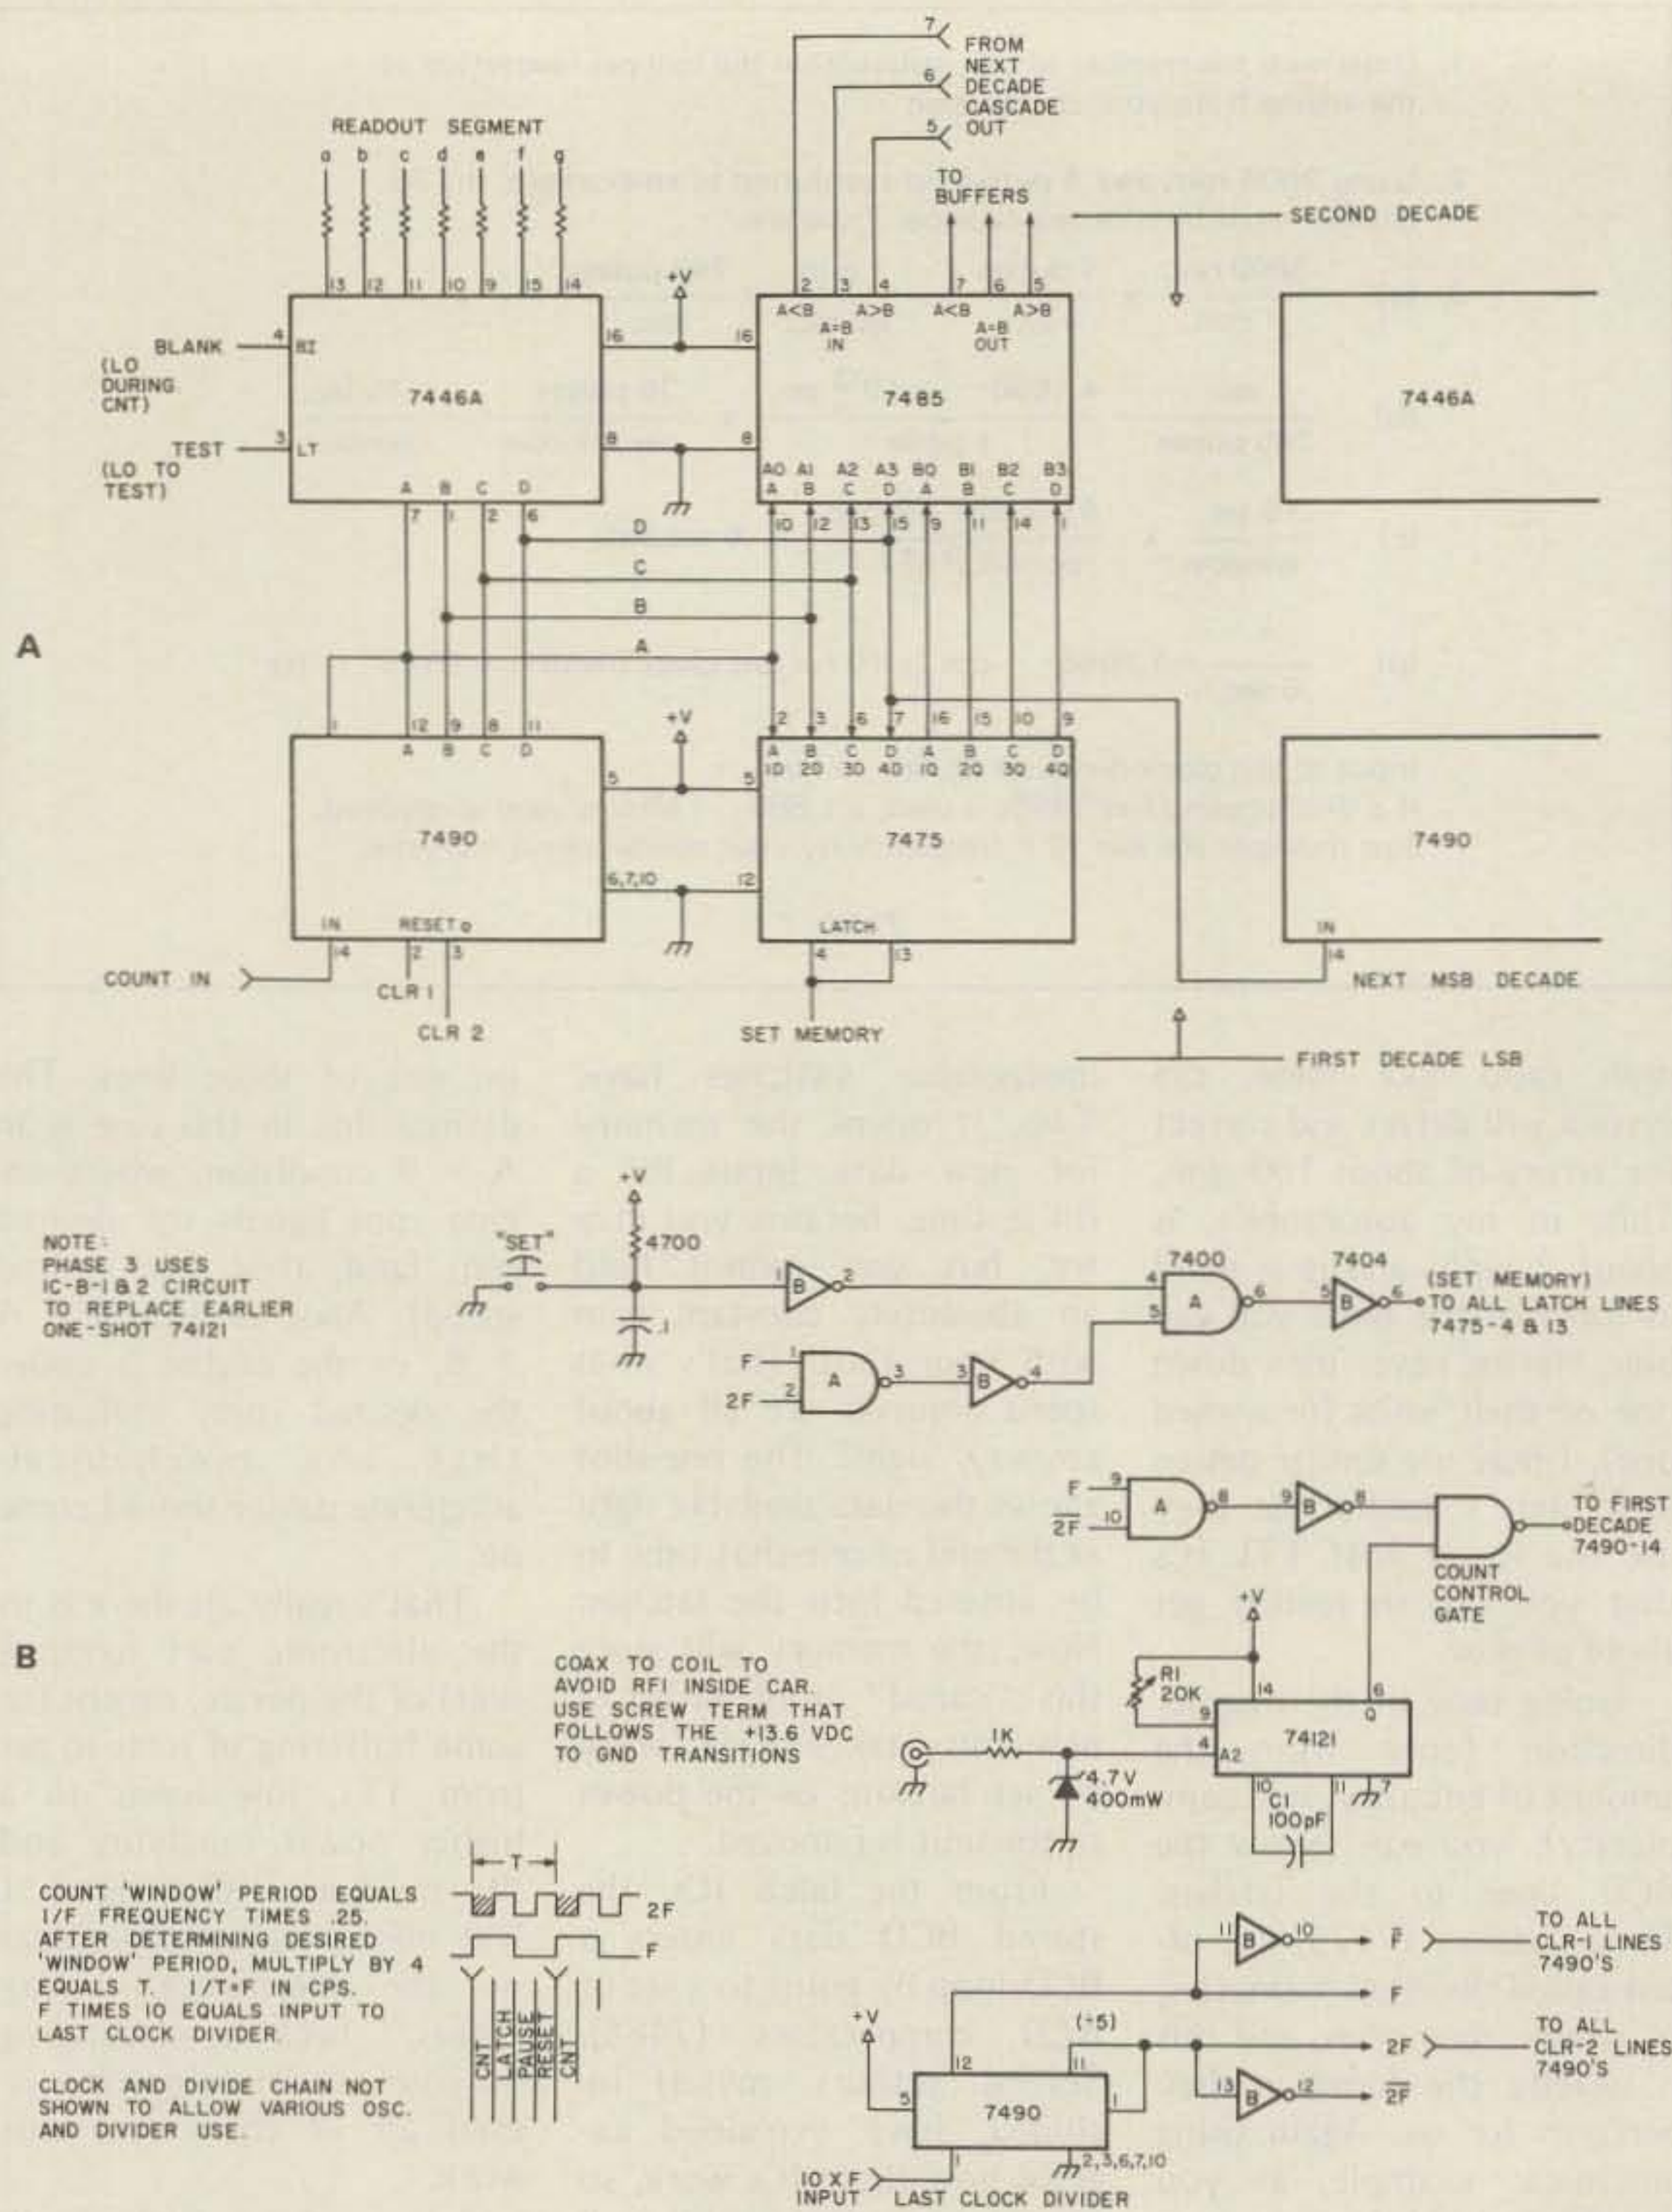 7
FROM
NEXT
6
DECADE
CASCADE
5
OUT
READOUT SEGMENT
a b c d e f g
TO
BUFFERS
SECOND DECADE
13 12 11 10 9 15 14
+V
2 3 4 7 6 5
A<B A>B A<B A>B
A=B A=B
IN OUT
BLANK 4 BI
16 16
(LO
DURING
CNT)
7446A
7485
7446A
TEST 3 LT
8 8
(LO TO
TEST)
A0 A1 A2 A3 B0 B1 B2 B3
A B C D
A B C D A B C D
7 1 2 6
10 12 13 15 9 11 14 1
D
C
B
A
A
1 12 9 8 11
+V
2 3 6 7 16 15 10 9
A B C D
A B C D A B C D
1D 2D 3D 4D 1Q 2Q 3Q 4Q
5 5
7490
7475
7490
6,7,10 12
IN RESET o
LATCH
IN
14 2 3
4 13
14
COUNT IN
CLR 1
NEXT MSB DECADE
CLR 2
SET MEMORY
FIRST DECADE LSB
+V
NOTE:
PHASE 3 USES
IC-B-1 & 2 CIRCUIT
TO REPLACE EARLIER
ONE-SHOT 74121
"SET"
4700
1 B 2
.1
7400
4
5
A
6
7404
5 B 6
(SET MEMORY)
TO ALL LATCH LINES
7475-4 & 13
F 1
2F 2
A
3
3 B 4
F 9
2F̅ 10
A
8
9 B 8
TO FIRST
DECADE
7490-14
COUNT
CONTROL
GATE
+V
B
COAX TO COIL TO
AVOID RFI INSIDE CAR.
USE SCREW TERM THAT
FOLLOWS THE +13.6 VDC
TO GND TRANSITIONS
R1
20K
14
6
Q
9
74121
1K
4
A2
4.7V
400mW
10 11 7
C1
100pF
COUNT 'WINDOW' PERIOD EQUALS
1/F FREQUENCY TIMES .25.
AFTER DETERMINING DESIRED
'WINDOW' PERIOD, MULTIPLY BY 4
EQUALS T. 1/T=F IN CPS.
F TIMES 10 EQUALS INPUT TO
LAST CLOCK DIVIDER.
CLOCK AND DIVIDE CHAIN NOT
SHOWN TO ALLOW VARIOUS OSC.
AND DIVIDER USE.
T
2F
F
CNT
LATCH
PAUSE
RESET
CNT
11 B 10
F̅
TO ALL
CLR-1 LINES
7490'S
F
+V
(÷5)
12 11
2F
TO ALL
CLR-2 LINES
7490'S
13 B 12
2F̅
5
7490
1
1
2,3,6,7,10
10 X F
INPUT
LAST CLOCK DIVIDER